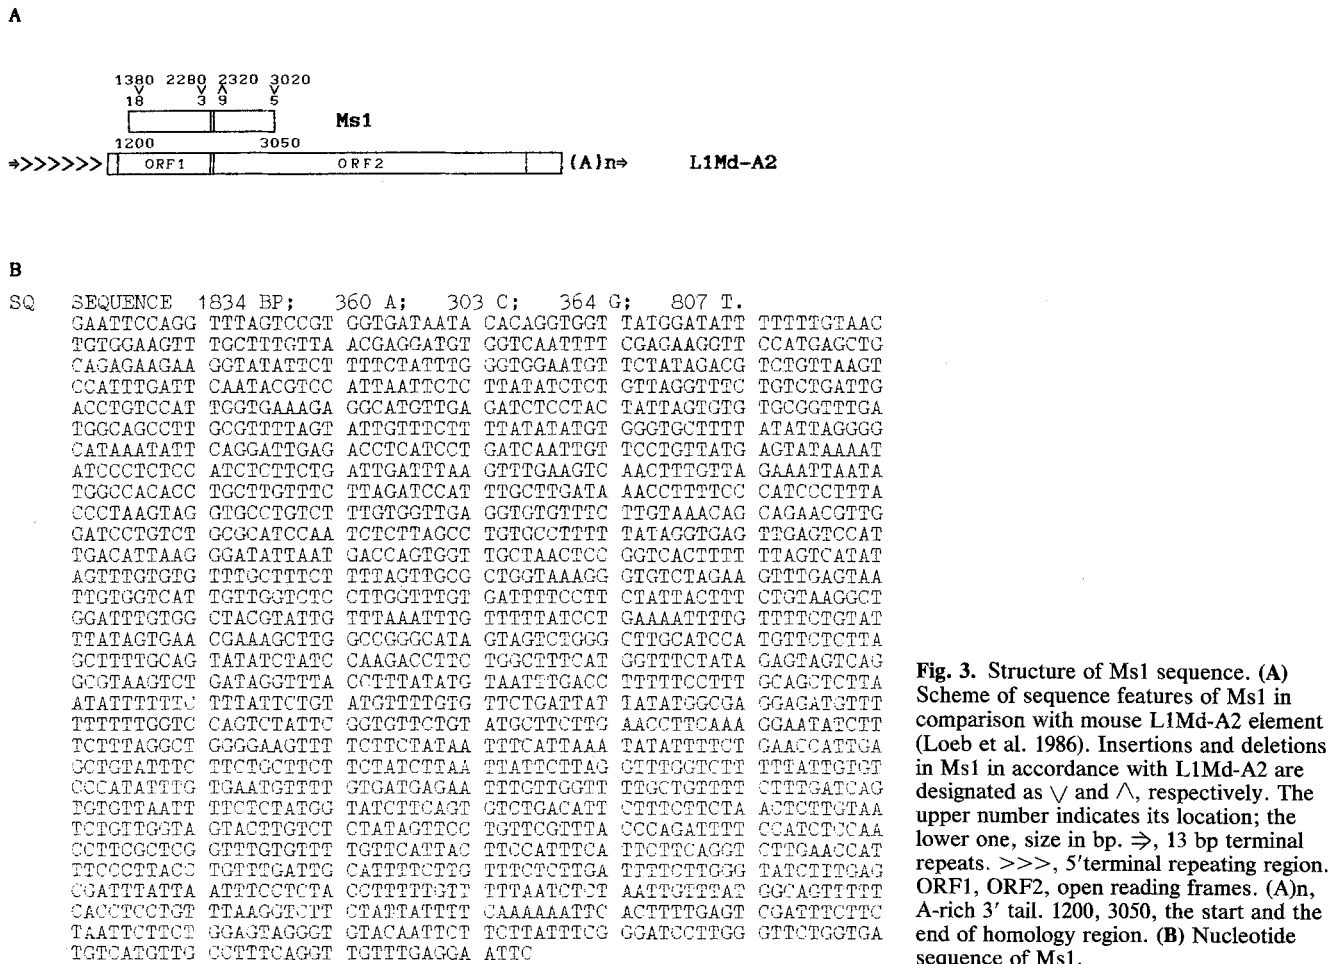 A
1380 2280 2320 3020
V V Λ V
18 3 9 5
Ms1
1200 3050
⇒>>>>>>> ORF1 ORF2 (A)n⇒ L1Md-A2
B
SQ SEQUENCE 1834 BP; 360 A; 303 C; 364 G; 807 T.
GAATTCCAGG TTTAGTCCGT GGTGATAATA CACAGGTGGT TATGGATATT TTTTTGTAAC
TGTGGAAGTT TGCTTTGTTA ACGAGGATGT GGTCAATTTT CGAGAAGGTT CCATGAGCTG
CAGAGAAGAA GGTATATTCT TTTCTATTTG GGTGGAATGT TCTATAGACG TCTGTTAAGT
CCATTTGATT CAATACGTCC ATTAATTCTC TTATATCTCT GTTAGGTTTC TGTCTGATTG
ACCTGTCCAT TGGTGAAAGA GGCATGTTGA GATCTCCTAC TATTAGTGTG TGCGGTTTGA
TGGCAGCCTT GCGTTTTAGT ATTGTTTCTT TTATATATGT GGGTGCTTTT ATATTAGGGG
CATAAATATT CAGGATTGAG ACCTCATCCT GATCAATTGT TCCTGTTATG AGTATAAAAT
ATCCCTCTCC ATCTCTTCTG ATTGATTTAA GTTTGAAGTC AACTTTGTTA GAAATTAATA
TGGCCACACC TGCTTGTTTC TTAGATCCAT TTGCTTGATA AACCTTTTCC CATCCCTTTA
CCCTAAGTAG GTGCCTGTCT TTGTGGTTGA GGTGTGTTTC TTGTAAACAG CAGAACGTTG
GATCCTGTCT GCGCATCCAA TCTCTTAGCC TGTGCCTTTT TATAGGTGAG TTGAGTCCAT
TGACATTAAG GGATATTAAT GACCAGTGGT TGCTAACTCC GGTCACTTTT TTAGTCATAT
AGTTTGTGTG TTTGCTTTCT TTTAGTTGCG CTGGTAAAGG GTGTCTAGAA GTTTGAGTAA
TTGTGGTCAT TGTTGGTCTC CTTGGTTTGT GATTTTCCTT CTATTACTTT CTGTAAGGCT
GGATTTGTGG CTACGTATTG TTTAAATTTG TTTTTATCCT GAAAATTTTG TTTTCTGTAT
TTATAGTGAA CGAAAGCTTG GCCGGGCATA GTAGTCTGGG CTTGCATCCA TGTTCTCTTA
GCTTTTGCAG TATATCTATC CAAGACCTTC TGGCTTTCAT GGTTTCTATA GAGTAGTCAG
GCGTAAGTCT GATAGGTTTA CCTTTATATG TAATTTGACC TTTTTCCTTT GCAGCTCTTA
ATATTTTTTC TTTATTCTGT ATGTTTTGTG GTTCTGATTAT TATATGGCGA GGAGATGTTT
TTTTTTGGTC CAGTCTATTC GGTGTTCTGT ATGCTTCTTG AACCTTCAAA GGAATATCTT
TCTTTAGGCT GGGGAAGTTT TCTTCTATAA TTTCATTAAA TATATTTTCT GAACCATTGA
GCTGTATTTC TTCTGCTTCT TCTATCTTAA TTATTCTTAG GTTTGGTCTT TTTATTGTGT
CCCATATTTG TGAATGTTTT GTGATGAGAA TTTGTTGGTT TTGCTGTTTT CTTTGATCAG
TGTGTTAATT TTCTCTATGG TATCTTCAGT GTCTGACATT CTTTCTTCTA ACTCTTGTAA
TCTGTTGGTA GTACTTGTCT CTATAGTTCC TGTTCGTTTA CCCAGATTTT CCATCTCCAA
CCTTCGCTCG GTTTGTGTTT TGTTCATTAC TTCCATTTCA TTCTTCAGGT CTTGAACCAT
TTCCCTTACC TGTTTGATTG CATTTTCTTG GTTTCTCTTGA TTTTCTTGGG TATCTTTGAG
CGATTTATTA ATTTCCTCTA CCTTTTTGTT TTTAATCTCT AATTGTTTAT GGCAGTTTTT
CACCTCCTGT TTAAGGTCTT CTATTATTTT CAAAAAATTC ACTTTTGAGT CGATTTCTTC
TAATTCTTCT GGAGTAGGGT GTACAATTCT TCTTATTTCG GGATCCTTGG GTTCTGGTGA
TGTCATGTTG CCTTTCAGGT TGTTTGAGGA ATTC
Fig. 3. Structure of Ms1 sequence. (A)
Scheme of sequence features of Ms1 in
comparison with mouse L1Md-A2 element
(Loeb et al. 1986). Insertions and deletions
in Ms1 in accordance with L1Md-A2 are
designated as ∨ and ∧, respectively. The
upper number indicates its location; the
lower one, size in bp. ⇒, 13 bp terminal
repeats. >>>, 5'terminal repeating region.
ORF1, ORF2, open reading frames. (A)n,
A-rich 3′ tail. 1200, 3050, the start and the
end of homology region. (B) Nucleotide
sequence of Ms1.